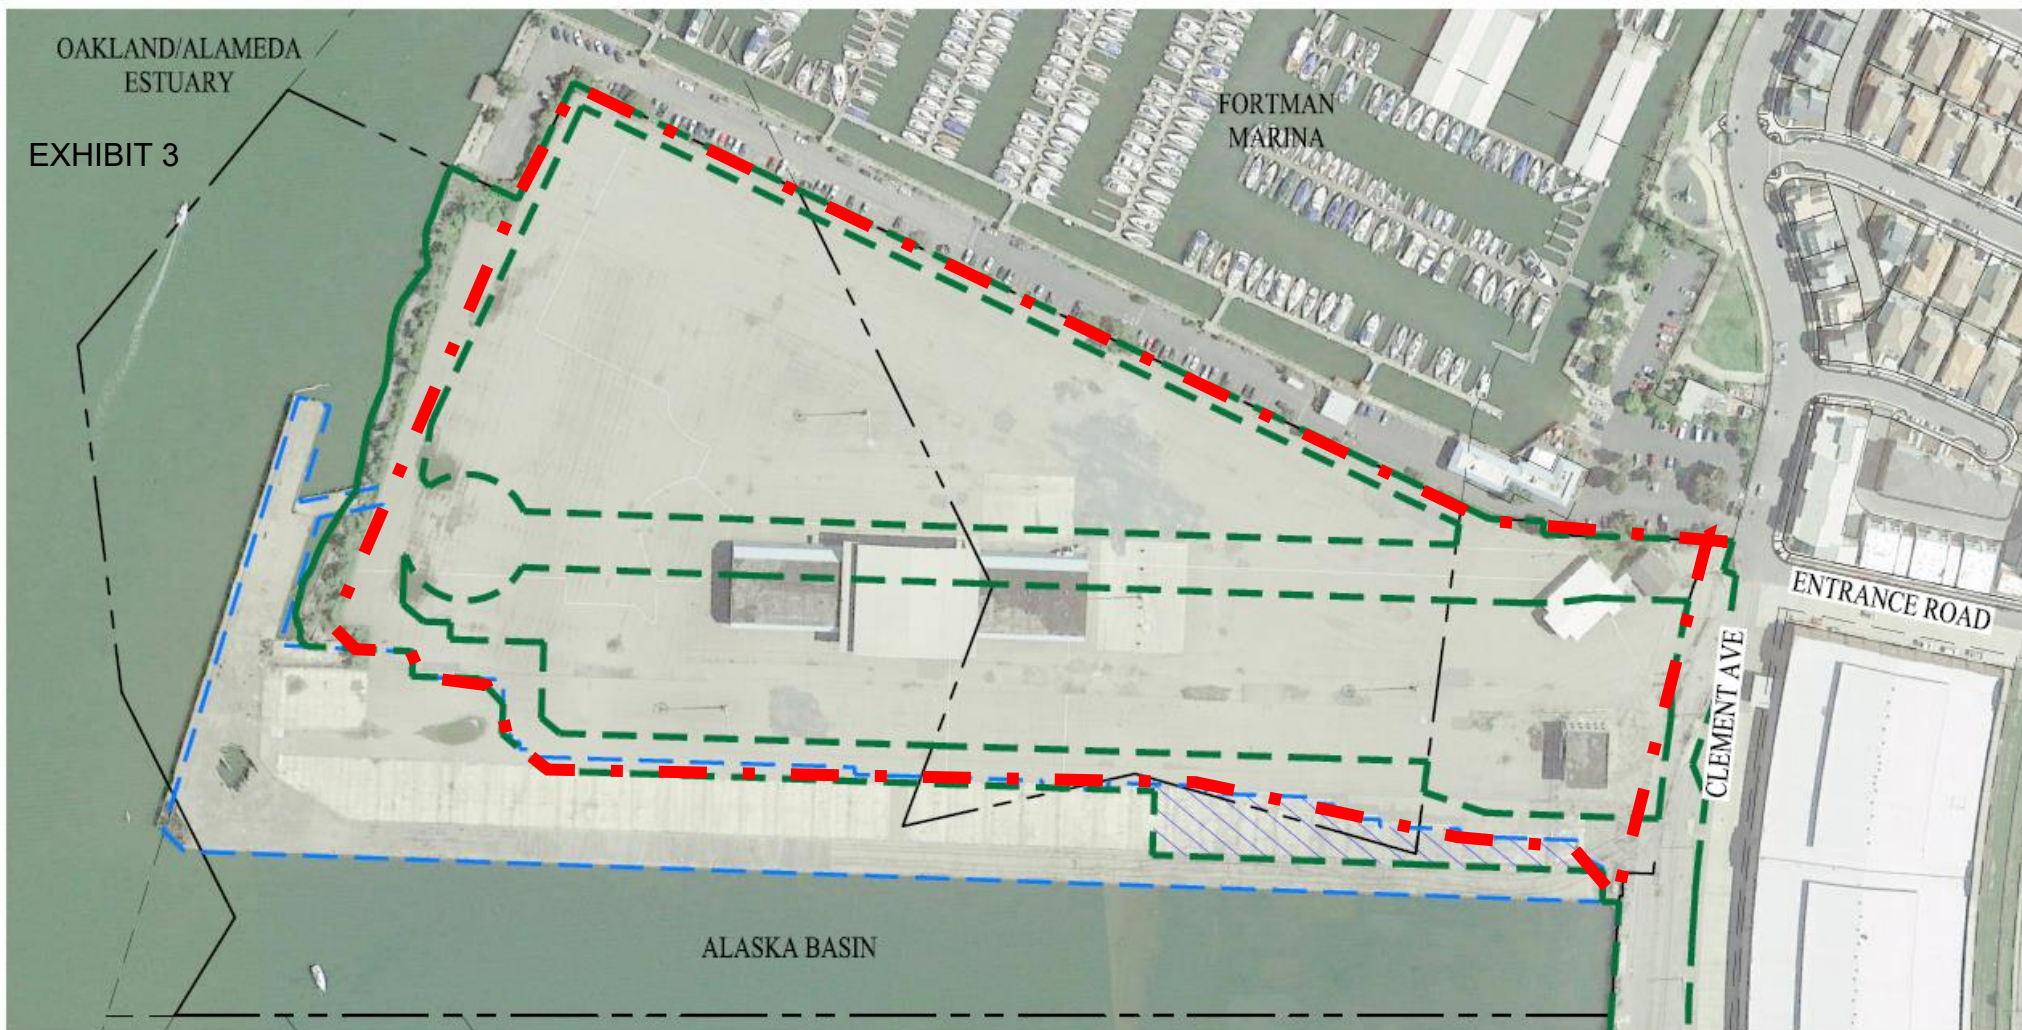 OAKLAND/ALAMEDA
ESTUARY
EXHIBIT 3
FORTMAN
MARINA
ENTRANCE ROAD
CLEMENT AVE
ALASKA BASIN